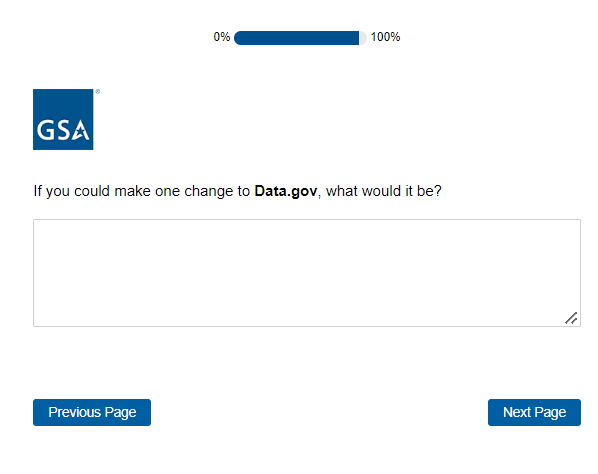 0% 100%
GSA
If you could make one change to Data.gov, what would it be?
Previous Page Next Page